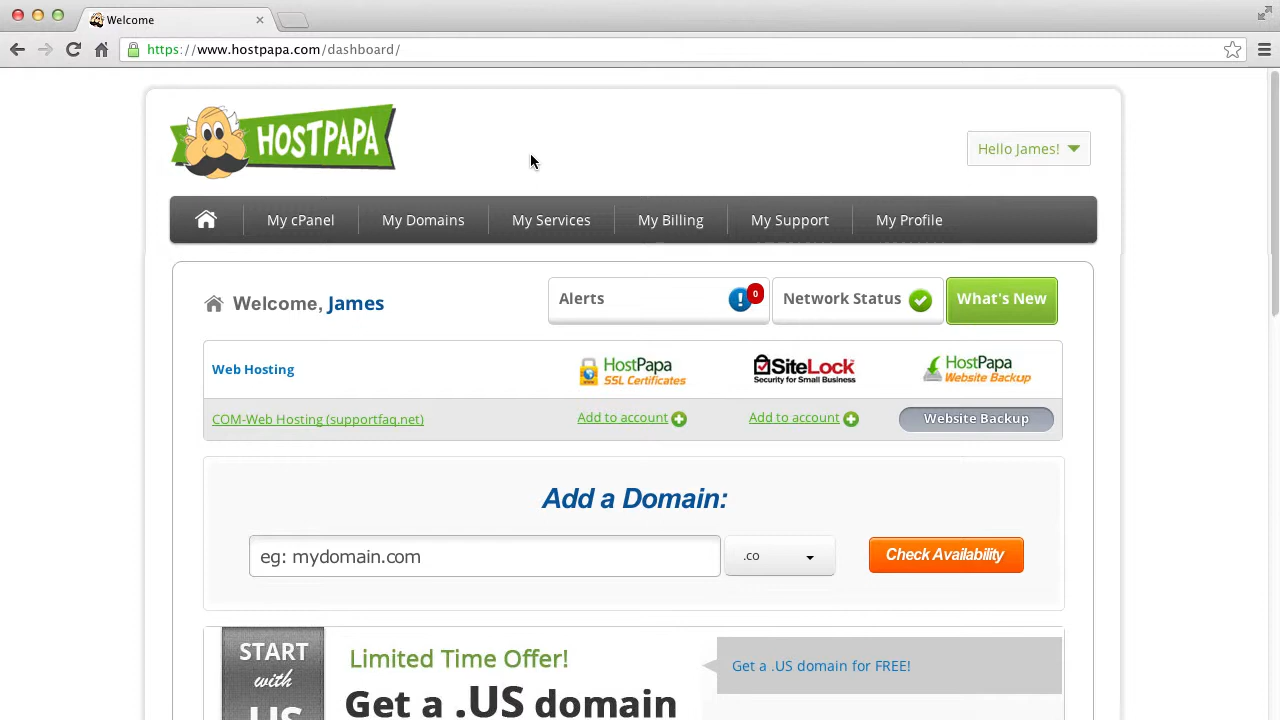 Welcome
https://www.hostpapa.com/dashboard/
HOSTPAPA
Hello James!
My cPanel
My Domains
My Services
My Billing
My Support
My Profile
Welcome, James
Alerts
! 0
Network Status
What's New
Web Hosting
HostPapa
SSL Certificates
SiteLock
Security for Small Business
HostPapa
Website Backup
COM-Web Hosting (supportfaq.net)
Add to account
Add to account
Website Backup
Add a Domain:
eg: mydomain.com
.co
Check Availability
START
with
US
Limited Time Offer!
Get a .US domain
Get a .US domain for FREE!